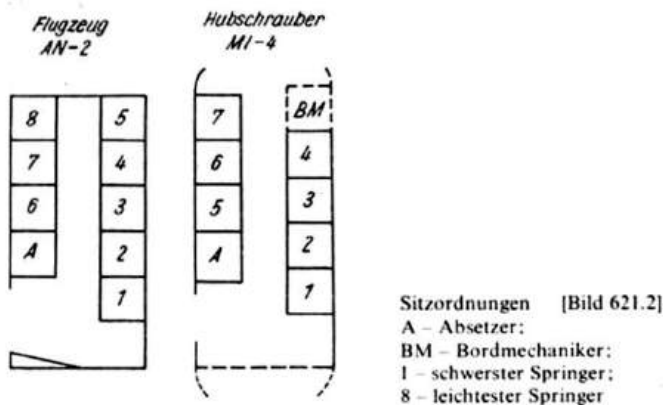 Flugzeug
AN-2
Hubschrauber
MI-4
8 5
7 4
6 3
A 2
1
7 BM
6 4
5 3
A 2
1
Sitzordnungen [Bild 621.2]
A – Absetzer;
BM – Bordmechaniker;
1 – schwerster Springer;
8 – leichtester Springer